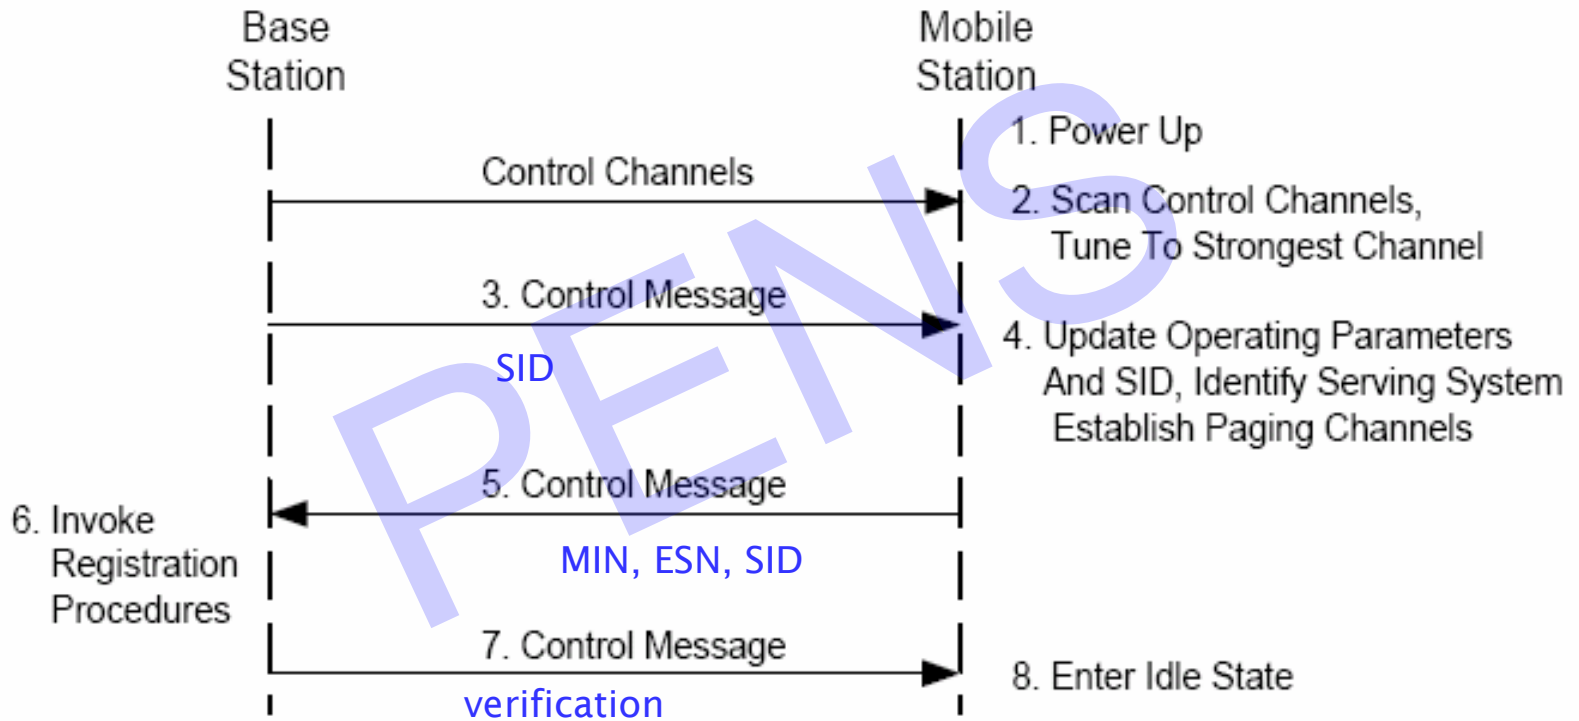 Base
Station
Mobile
Station
1. Power Up
Control Channels
2. Scan Control Channels,
Tune To Strongest Channel
3. Control Message
SID
4. Update Operating Parameters
And SID, Identify Serving System
Establish Paging Channels
5. Control Message
MIN, ESN, SID
6. Invoke
Registration
Procedures
7. Control Message
verification
8. Enter Idle State
PENS